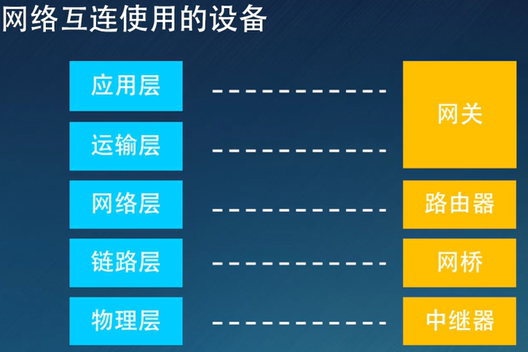 网络互连使用的设备
应用层
网关
运输层
网络层
路由器
链路层
网桥
物理层
中继器